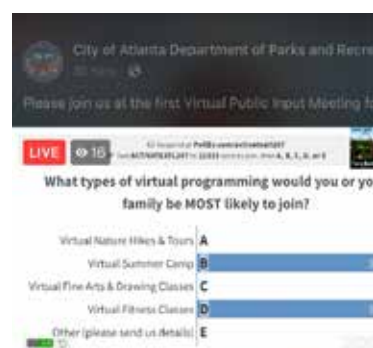 City of Atlanta Department of Parks and Recre
Please join us at the first Virtual Public Input Meeting fo
LIVE 16
What types of virtual programming would you or yo
family be MOST likely to join?
Virtual Nature Hikes & Tours A
Virtual Summer Camp B
Virtual Fine Arts & Drawing Classes C
Virtual Fitness Classes D
Other (please send us details) E